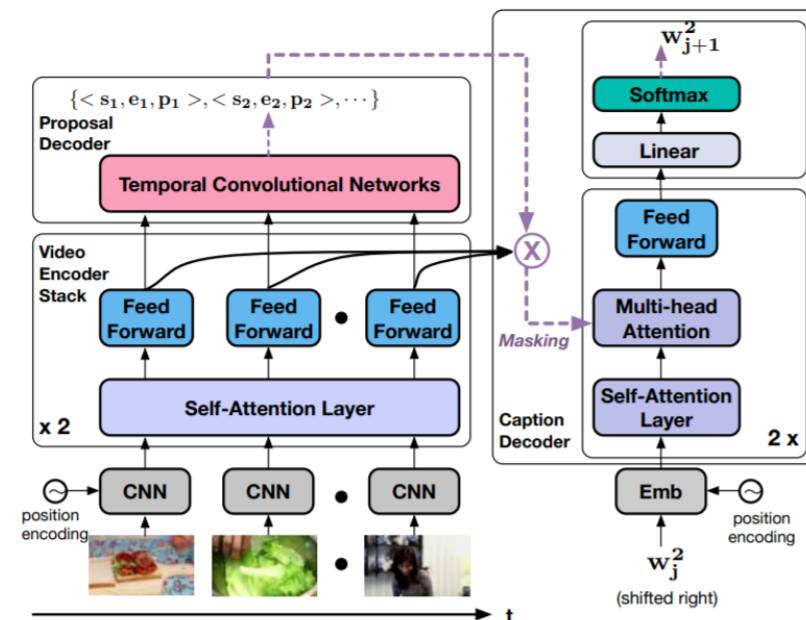 {< s₁, e₁, p₁ >, < s₂, e₂, p₂ >, ⋯}
Proposal
Decoder
Temporal Convolutional Networks
Video
Encoder
Stack
Feed
Forward
Feed
Forward
Feed
Forward
Self-Attention Layer
x 2
CNN
CNN
CNN
position
encoding
t
X
Masking
w²ⱼ₊₁
Softmax
Linear
Feed
Forward
Multi-head
Attention
Self-Attention
Layer
Caption
Decoder
2 x
Emb
position
encoding
w²ⱼ
(shifted right)